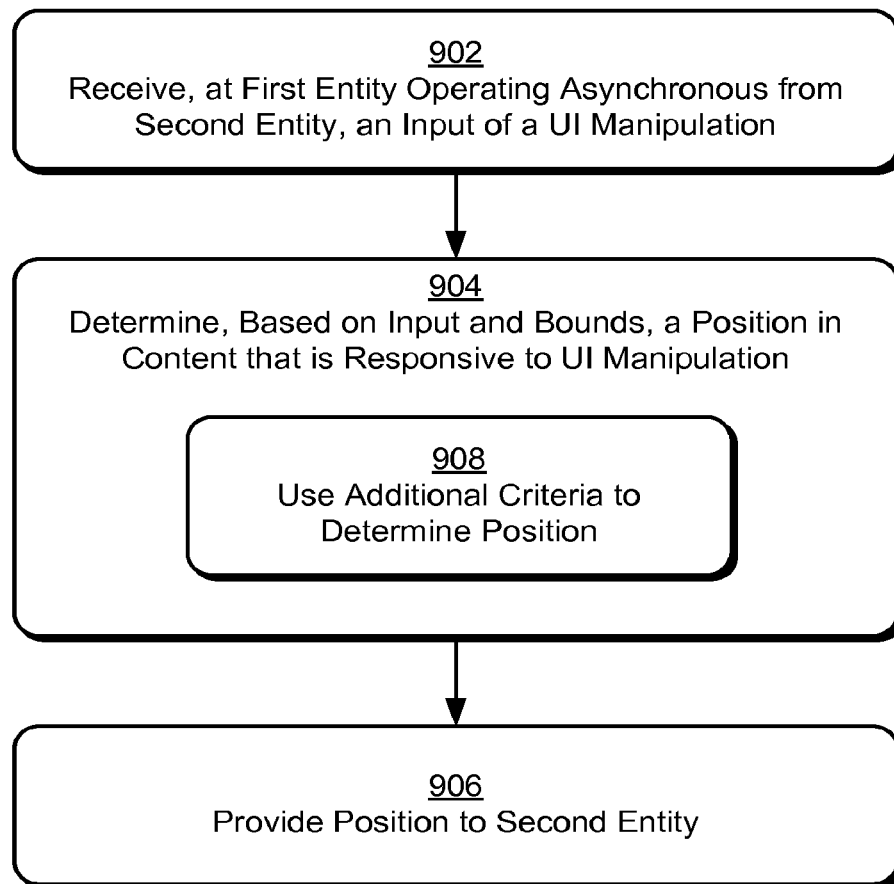 902
Receive, at First Entity Operating Asynchronous from
Second Entity, an Input of a UI Manipulation
904
Determine, Based on Input and Bounds, a Position in
Content that is Responsive to UI Manipulation
908
Use Additional Criteria to
Determine Position
906
Provide Position to Second Entity